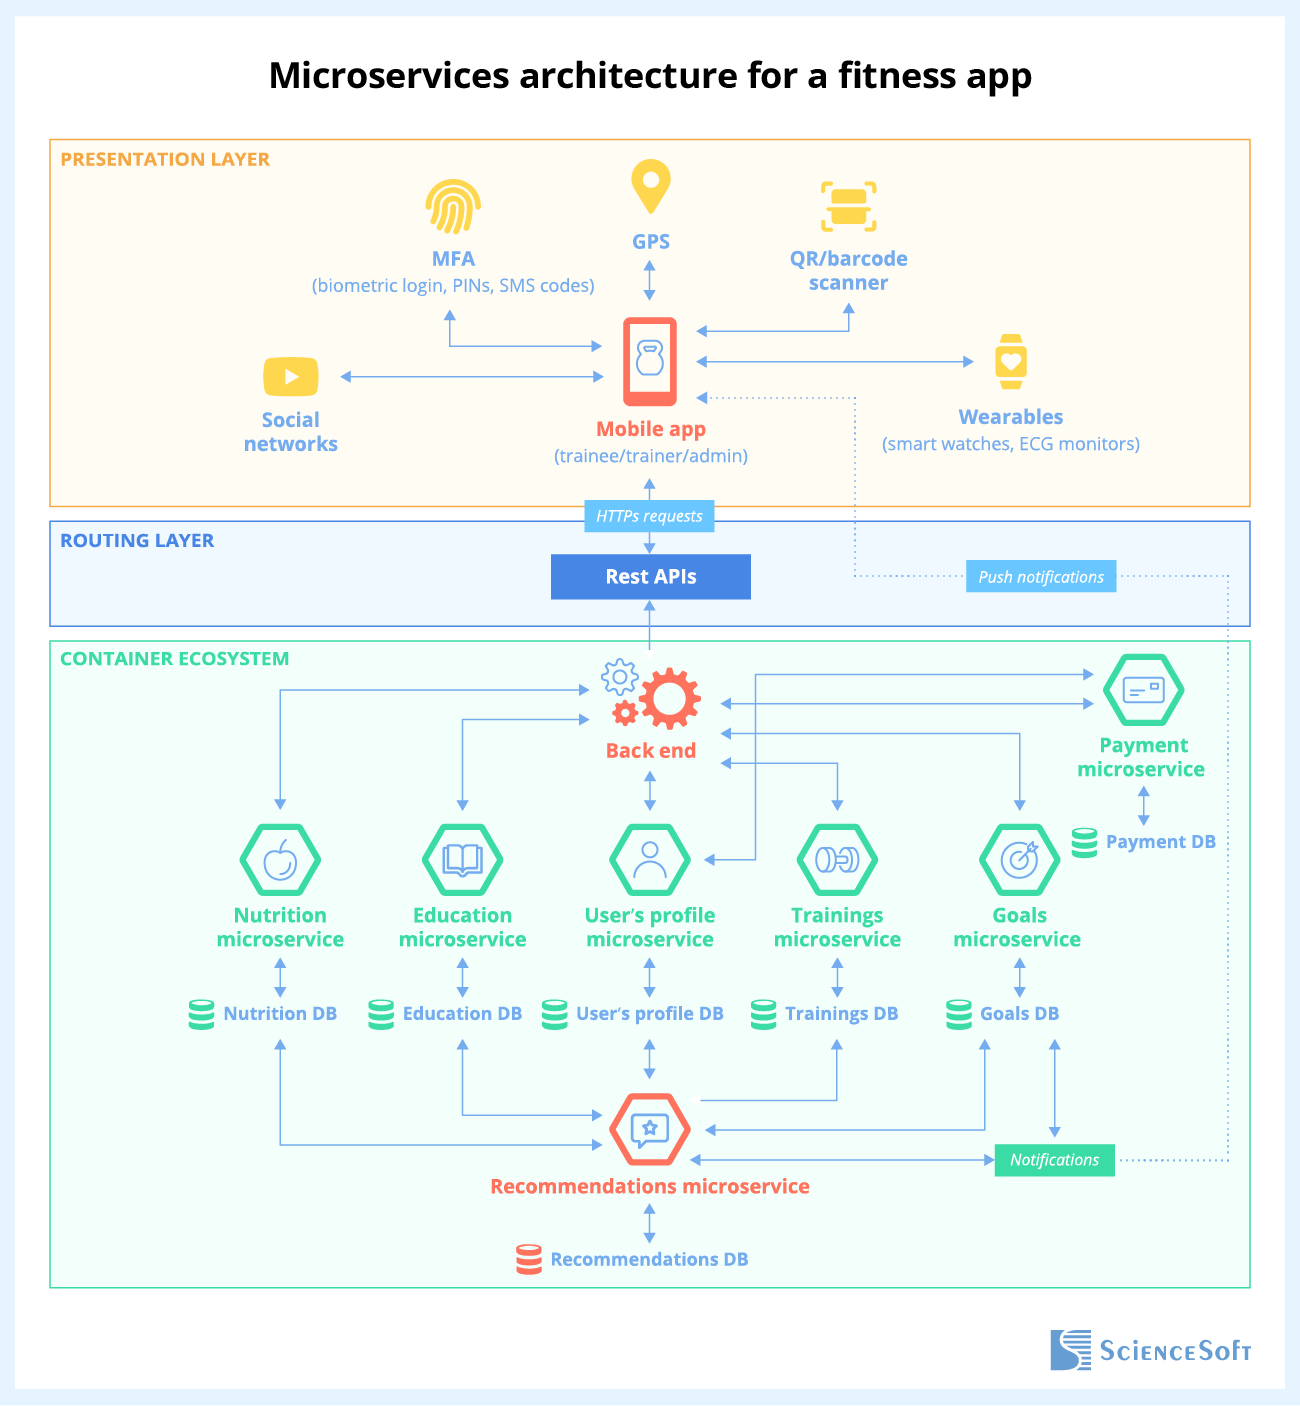 Microservices architecture for a fitness app
PRESENTATION LAYER
GPS
MFA
(biometric login, PINs, SMS codes)
QR/barcode
scanner
Social
networks
Mobile app
(trainee/trainer/admin)
Wearables
(smart watches, ECG monitors)
HTTPs requests
ROUTING LAYER
Rest APIs
Push notifications
CONTAINER ECOSYSTEM
Back end
Payment
microservice
Payment DB
Nutrition
microservice
Education
microservice
User's profile
microservice
Trainings
microservice
Goals
microservice
Nutrition DB
Education DB
User's profile DB
Trainings DB
Goals DB
Notifications
Recommendations microservice
Recommendations DB
ScienceSoft